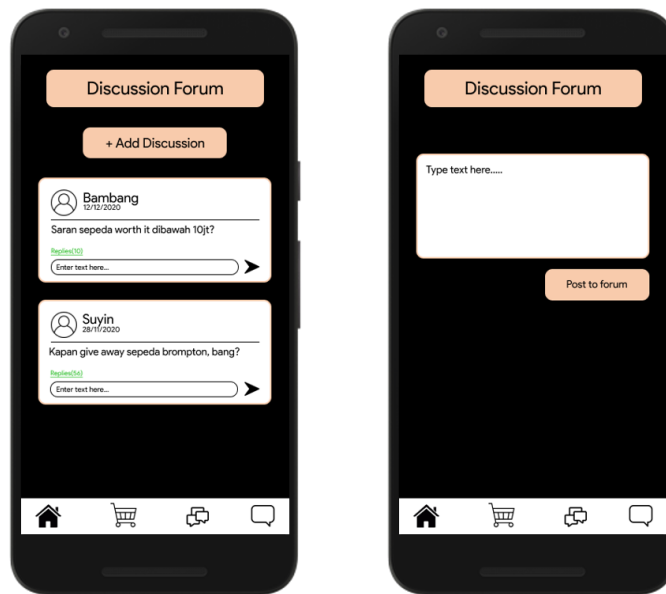 Discussion Forum
+ Add Discussion
Bambang
12/12/2020
Saran sepeda worth it dibawah 10jt?
Replies(10)
Enter text here...
Suyin
28/11/2020
Kapan give away sepeda brompton, bang?
Replies(54)
Enter text here...
Discussion Forum
Type text here.....
Post to forum